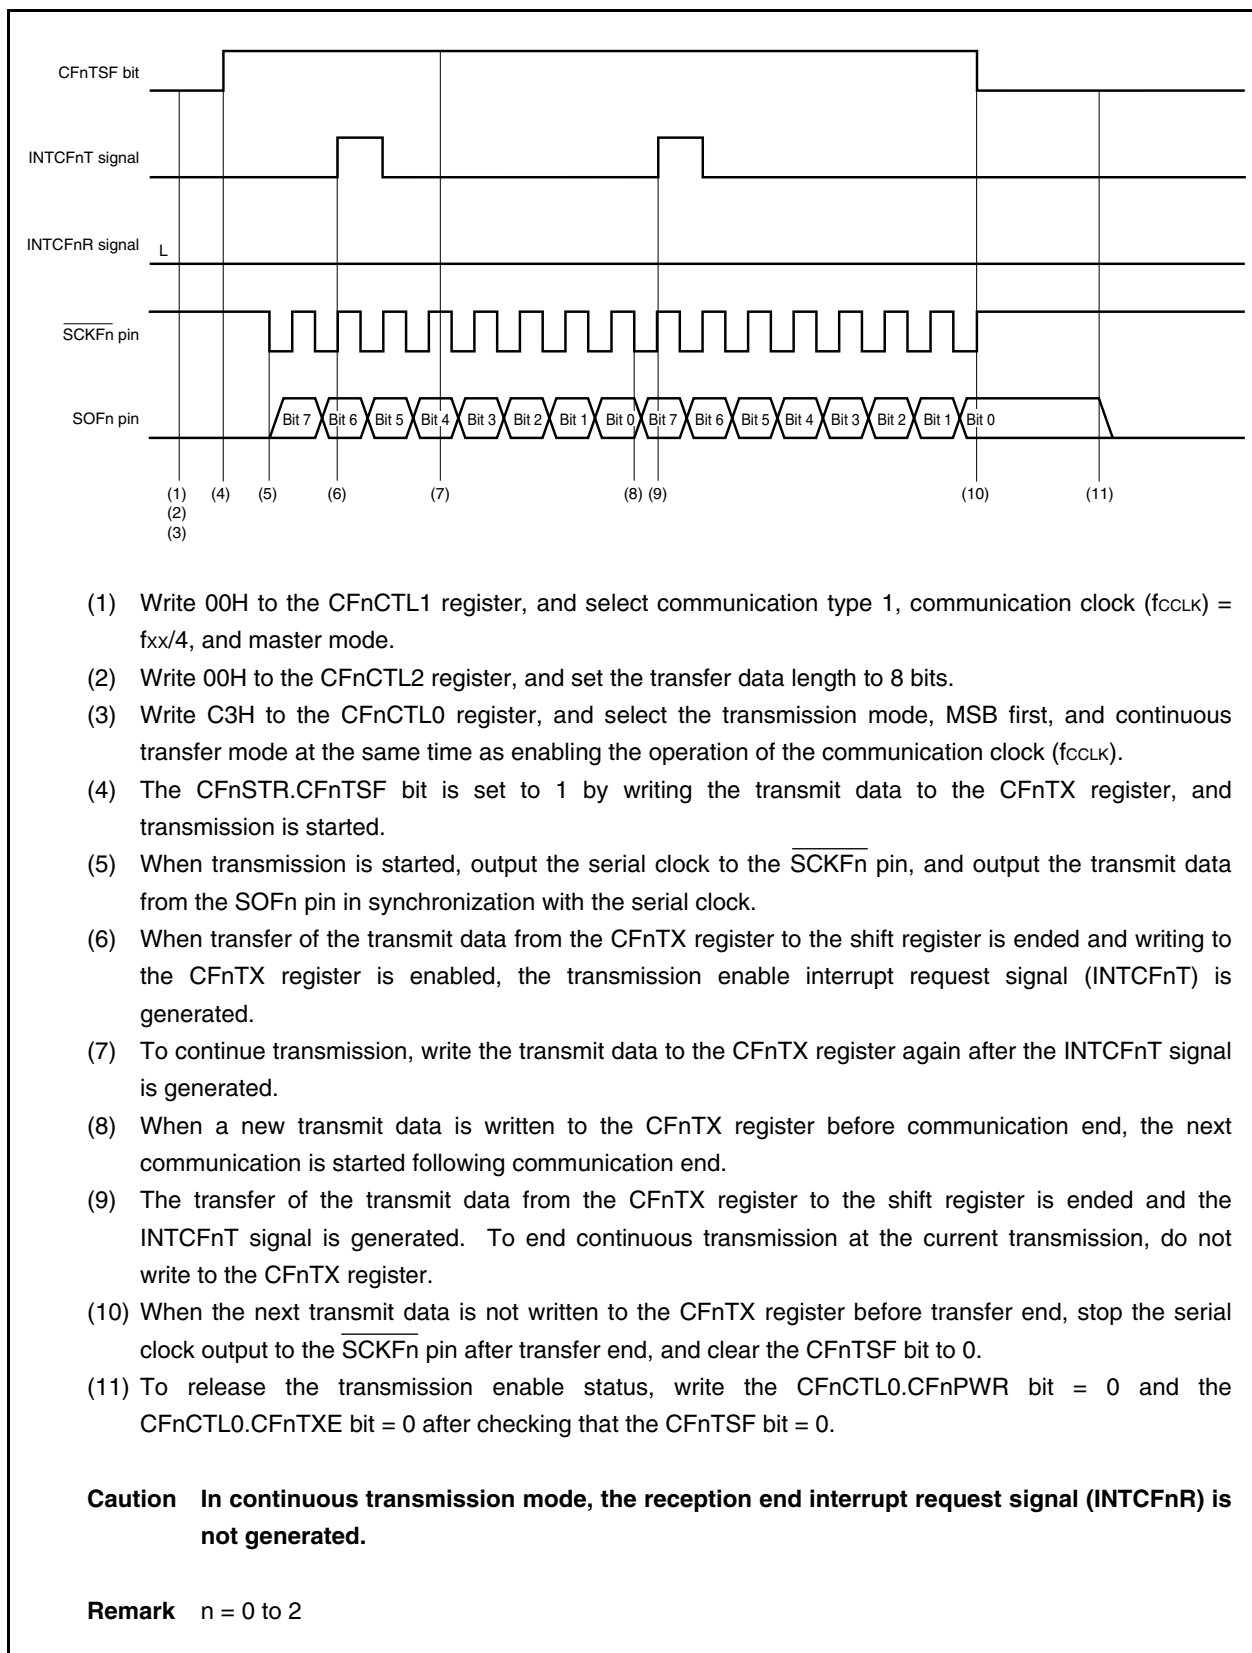 CFnTSF bit
INTCFnT signal
INTCFnR signal L
SCKFn pin
SOFn pin Bit 7 Bit 6 Bit 5 Bit 4 Bit 3 Bit 2 Bit 1 Bit 0 Bit 7 Bit 6 Bit 5 Bit 4 Bit 3 Bit 2 Bit 1 Bit 0
(1) (4) (5) (6) (7) (8) (9) (10) (11)
(2)
(3)
(1) Write 00H to the CFnCTL1 register, and select communication type 1, communication clock (fCCLK) =
fXX/4, and master mode.
(2) Write 00H to the CFnCTL2 register, and set the transfer data length to 8 bits.
(3) Write C3H to the CFnCTL0 register, and select the transmission mode, MSB first, and continuous
transfer mode at the same time as enabling the operation of the communication clock (fCCLK).
(4) The CFnSTR.CFnTSF bit is set to 1 by writing the transmit data to the CFnTX register, and
transmission is started.
(5) When transmission is started, output the serial clock to the SCKFn pin, and output the transmit data
from the SOFn pin in synchronization with the serial clock.
(6) When transfer of the transmit data from the CFnTX register to the shift register is ended and writing to
the CFnTX register is enabled, the transmission enable interrupt request signal (INTCFnT) is
generated.
(7) To continue transmission, write the transmit data to the CFnTX register again after the INTCFnT signal
is generated.
(8) When a new transmit data is written to the CFnTX register before communication end, the next
communication is started following communication end.
(9) The transfer of the transmit data from the CFnTX register to the shift register is ended and the
INTCFnT signal is generated. To end continuous transmission at the current transmission, do not
write to the CFnTX register.
(10) When the next transmit data is not written to the CFnTX register before transfer end, stop the serial
clock output to the SCKFn pin after transfer end, and clear the CFnTSF bit to 0.
(11) To release the transmission enable status, write the CFnCTL0.CFnPWR bit = 0 and the
CFnCTL0.CFnTXE bit = 0 after checking that the CFnTSF bit = 0.
Caution In continuous transmission mode, the reception end interrupt request signal (INTCFnR) is
not generated.
Remark n = 0 to 2